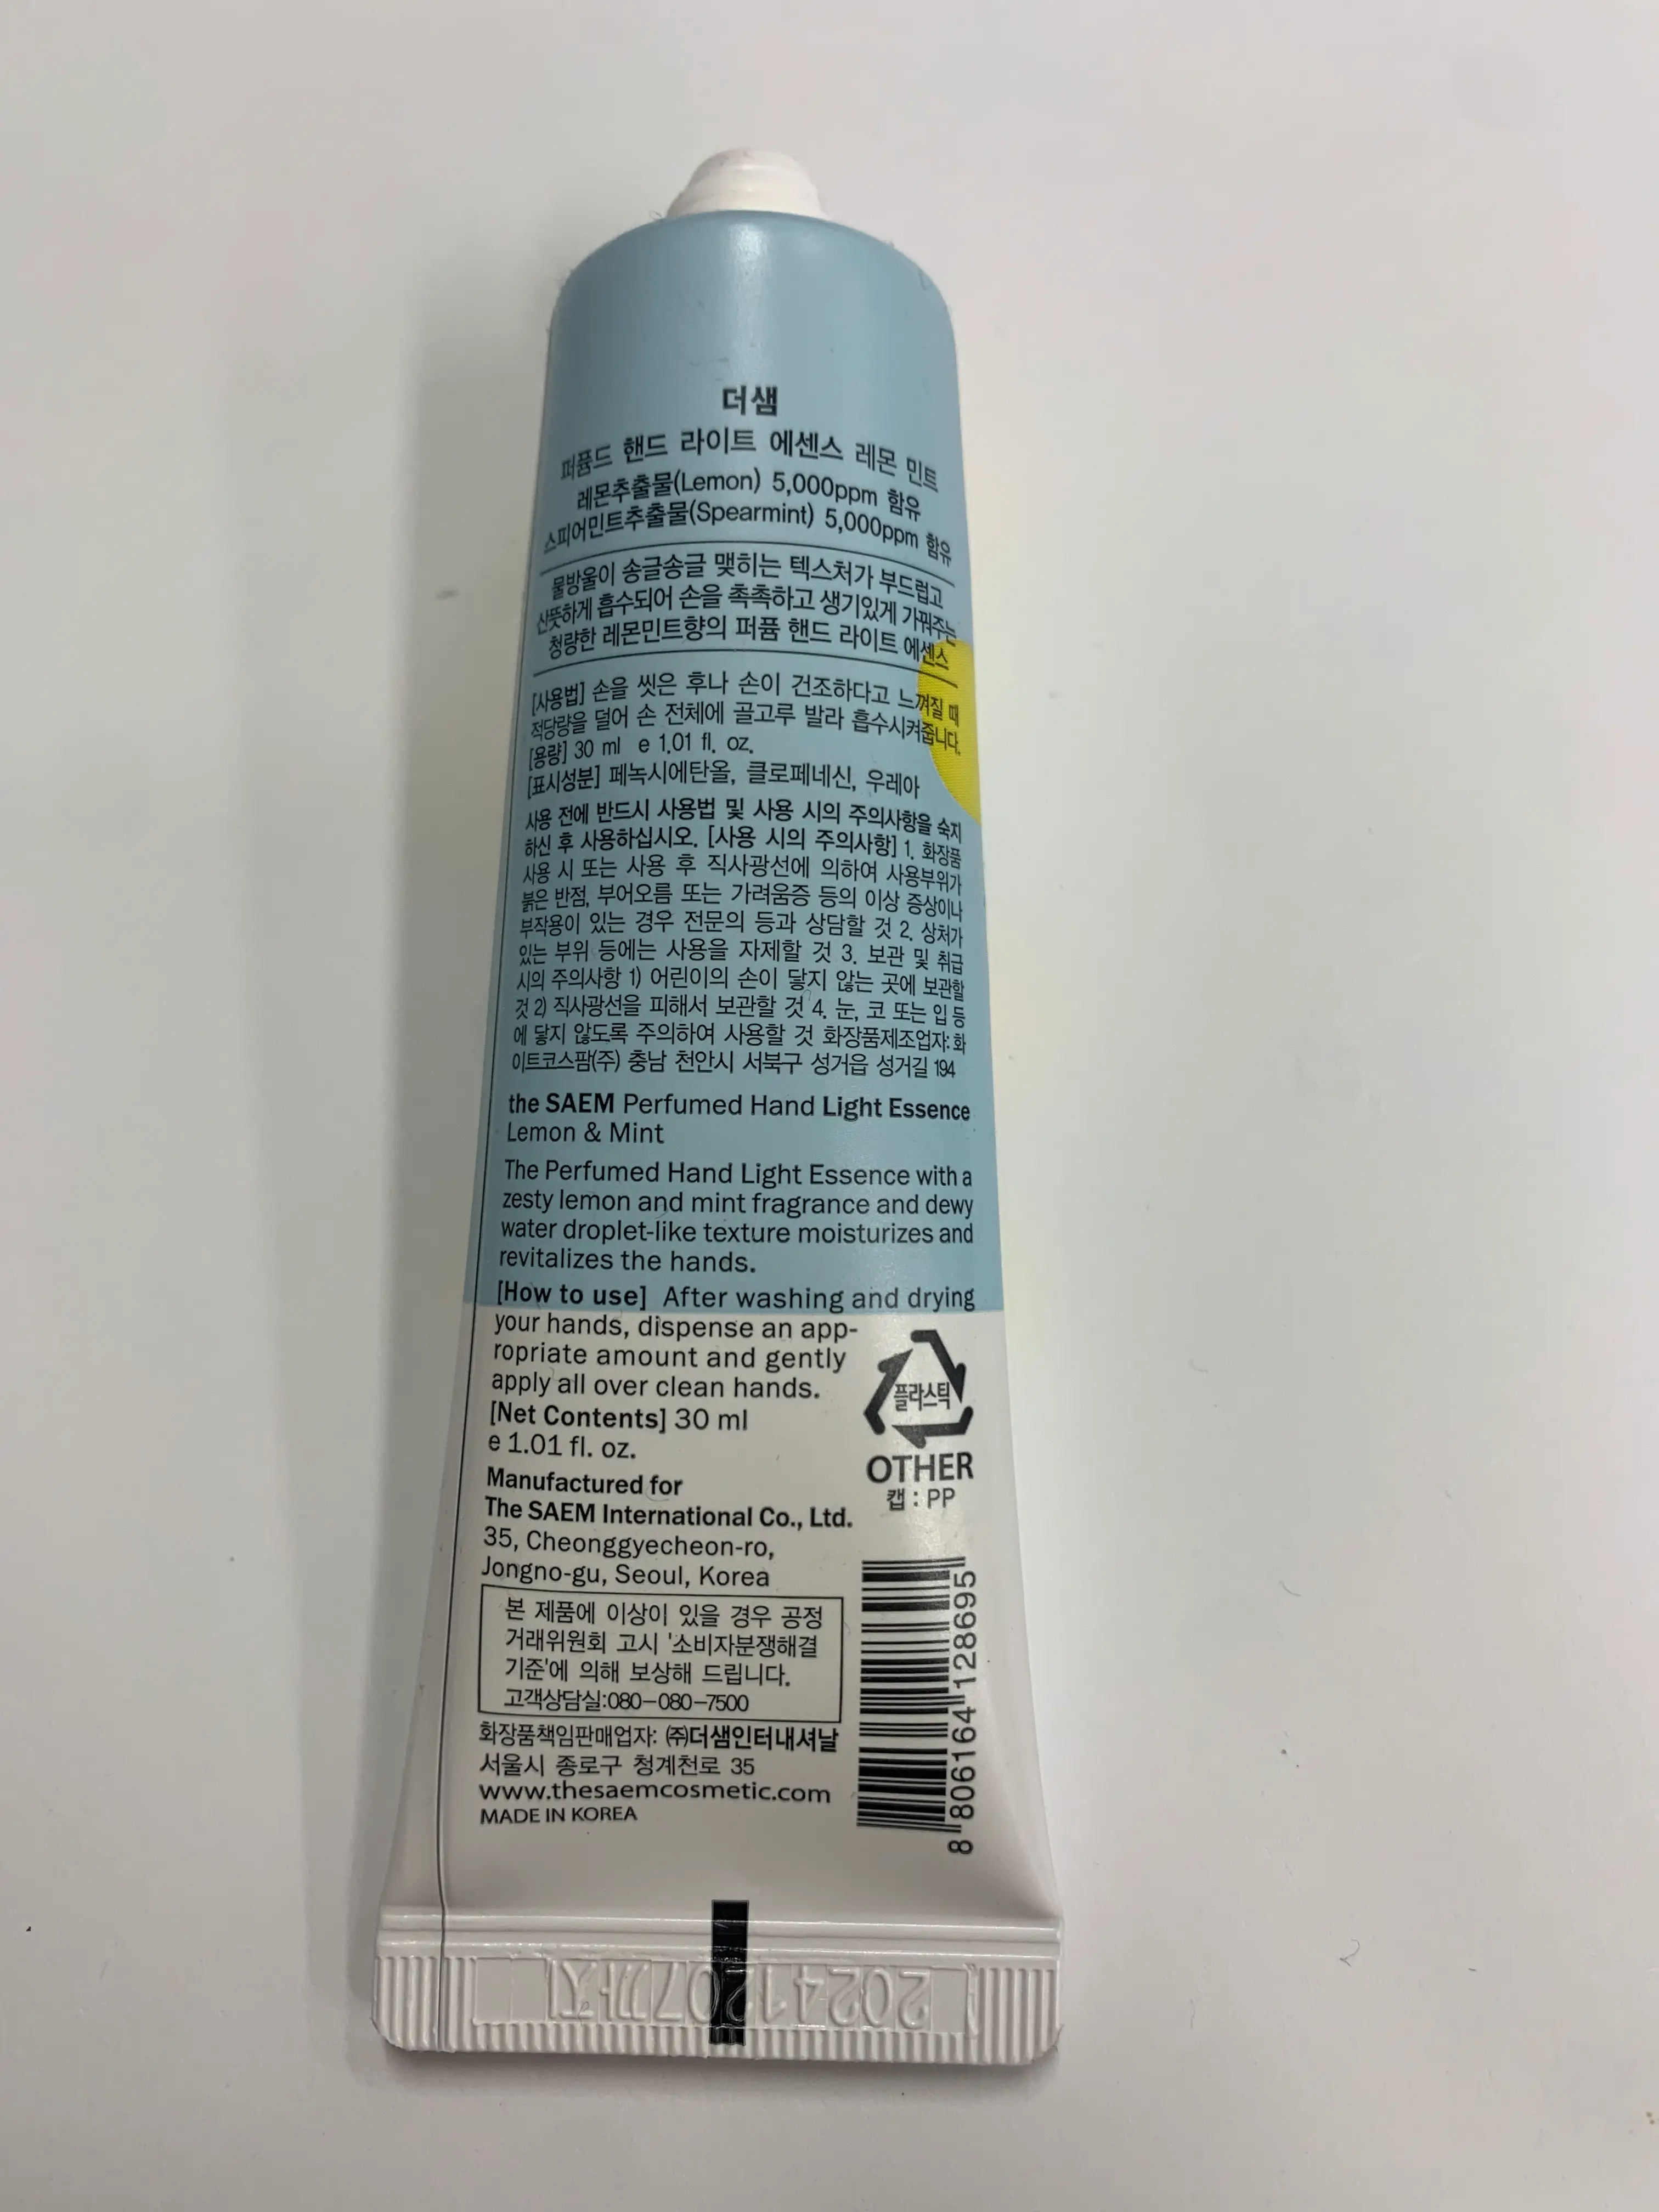 더샘
퍼퓸드 핸드 라이트 에센스 레몬 민트
레몬추출물(Lemon) 5,000ppm 함유
스피어민트추출물(Spearmint) 5,000ppm 함유
물방울이 송글송글 맺히는 텍스처가 부드럽고
산뜻하게 흡수되어 손을 촉촉하고 생기있게 가꿔주는
청량한 레몬민트향의 퍼퓸 핸드 라이트 에센스
[사용법] 손을 씻은 후나 손이 건조하다고 느껴질 때
적당량을 덜어 손 전체에 골고루 발라 흡수시켜줍니다.
[용량] 30 ml e 1.01 fl. oz.
[표시성분] 페녹시에탄올, 클로페네신, 우레아
사용 전에 반드시 사용법 및 사용 시의 주의사항을 숙지
하신 후 사용하십시오. [사용 시의 주의사항] 1. 화장품
사용 시 또는 사용 후 직사광선에 의하여 사용부위가
붉은 반점, 부어오름 또는 가려움증 등의 이상 증상이나
부작용이 있는 경우 전문의 등과 상담할 것 2. 상처가
있는 부위 등에는 사용을 자제할 것 3. 보관 및 취급
시의 주의사항 1) 어린이의 손이 닿지 않는 곳에 보관할
것 2) 직사광선을 피해서 보관할 것 4. 눈, 코 또는 입 등
에 닿지 않도록 주의하여 사용할 것 화장품제조업자: 화
이트코스팜(주) 충남 천안시 서북구 성거읍 성거길 194
the SAEM Perfumed Hand Light Essence
Lemon & Mint
The Perfumed Hand Light Essence with a
zesty lemon and mint fragrance and dewy
water droplet-like texture moisturizes and
revitalizes the hands.
[How to use] After washing and drying
your hands, dispense an app-
ropriate amount and gently
apply all over clean hands.
[Net Contents] 30 ml
e 1.01 fl. oz.
플라스틱
OTHER
캡 : PP
Manufactured for
The SAEM International Co., Ltd.
35, Cheonggyecheon-ro,
Jongno-gu, Seoul, Korea
본 제품에 이상이 있을 경우 공정
거래위원회 고시 '소비자분쟁해결
기준'에 의해 보상해 드립니다.
고객상담실:080-080-7500
화장품책임판매업자: ㈜더샘인터내셔날
서울시 종로구 청계천로 35
www.thesaemcosmetic.com
MADE IN KOREA
8 806164 128695
20241207까지